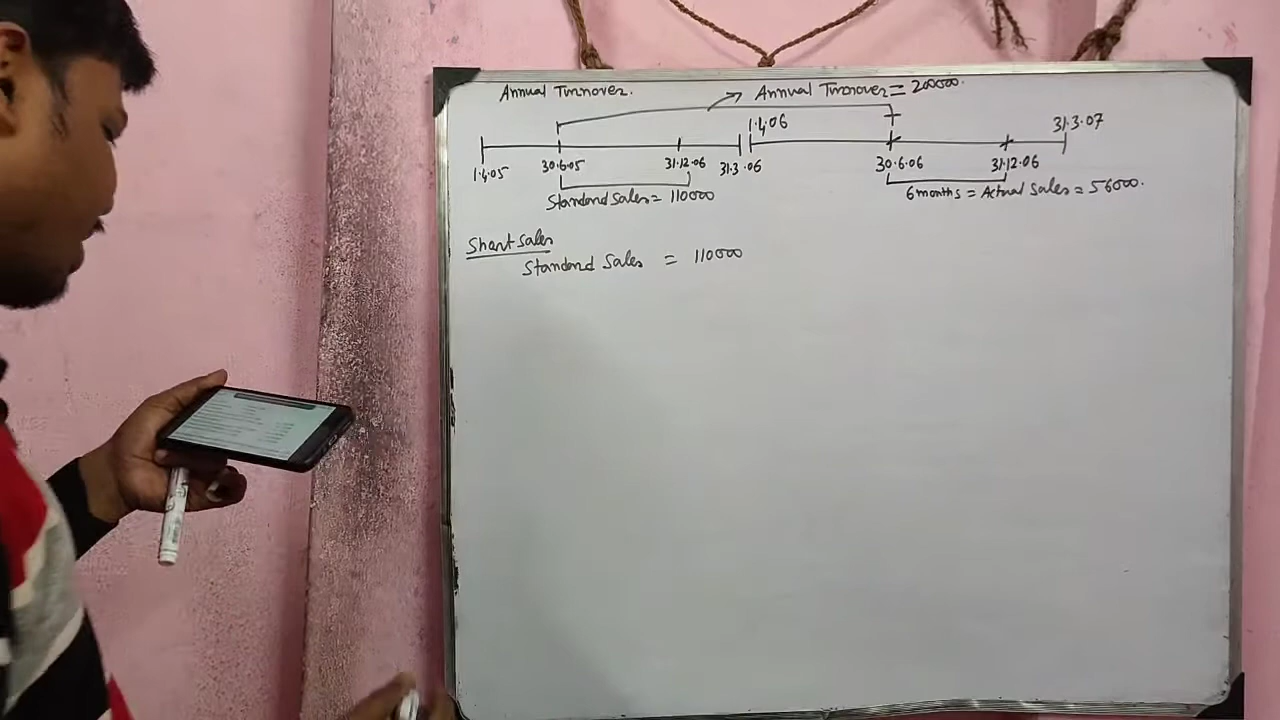 Annual Turnover.
Annual Turnover = 200000.
1.4.06
31.3.07
1.4.05
30.6.05
31.12.06
31.3.06
30.6.06
31.12.06
Standard Sales = 110000
6 months = Actual Sales = 56000.
Short Sales
Standard Sales = 110000